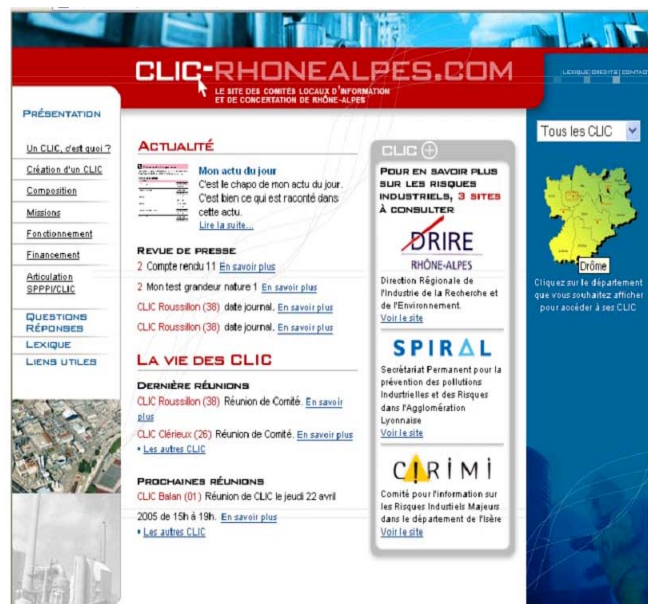 CLIC-RHONEALPES.COM
LE SITE DES COMITÉS LOCAUX D'INFORMATION
ET DE CONCERTATION DE RHÔNE-ALPES
LEXIQUE CREDITS CONTACT
PRÉSENTATION
Un CLIC, c'est quoi ?
Création d'un CLIC
Composition
Missions
Fonctionnement
Financement
Articulation
SPPPI/CLIC
QUESTIONS
RÉPONSES
LEXIQUE
LIENS UTILES
ACTUALITÉ
Mon actu du jour
C'est le chapo de mon actu du jour.
C'est bien ce qui est raconté dans
cette actu.
Lire la suite...
REVUE DE PRESSE
2 Compte rendu 11 En savoir plus
2 Mon test grandeur nature 1 En savoir plus
CLIC Roussillon (38) date journal. En savoir plus
CLIC Roussillon (38) date journal. En savoir plus
LA VIE DES CLIC
DERNIÈRE RÉUNIONS
CLIC Roussillon (38) Réunion de Comité. En savoir
plus
CLIC Clérieux (26) Réunion de Comité. En savoir plus
• Les autres CLIC
PROCHAINES RÉUNIONS
CLIC Balan (01) Réunion de CLIC le jeudi 22 avril
2005 de 15h à 19h. En savoir plus
• Les autres CLIC
CLIC +
POUR EN SAVOIR PLUS
SUR LES RISQUES
INDUSTRIELS, 3 SITES
À CONSULTER
DRIRE
RHÔNE-ALPES
Direction Régionale de
l'Industrie de la Recherche et
de l'Environnement.
Voir le site
SPIRAL
Secrétariat Permanent pour la
prévention des pollutions
Industrielles et des Risques
dans l'Agglomération
Lyonnaise
Voir le site
CIRIMI
Comité pour l'information sur
les Risques Industiels Majeurs
dans le département de l'Isère
Voir le site
Tous les CLIC
Drôme
Cliquez sur le département
que vous souhaitez afficher
pour accéder à ses CLIC